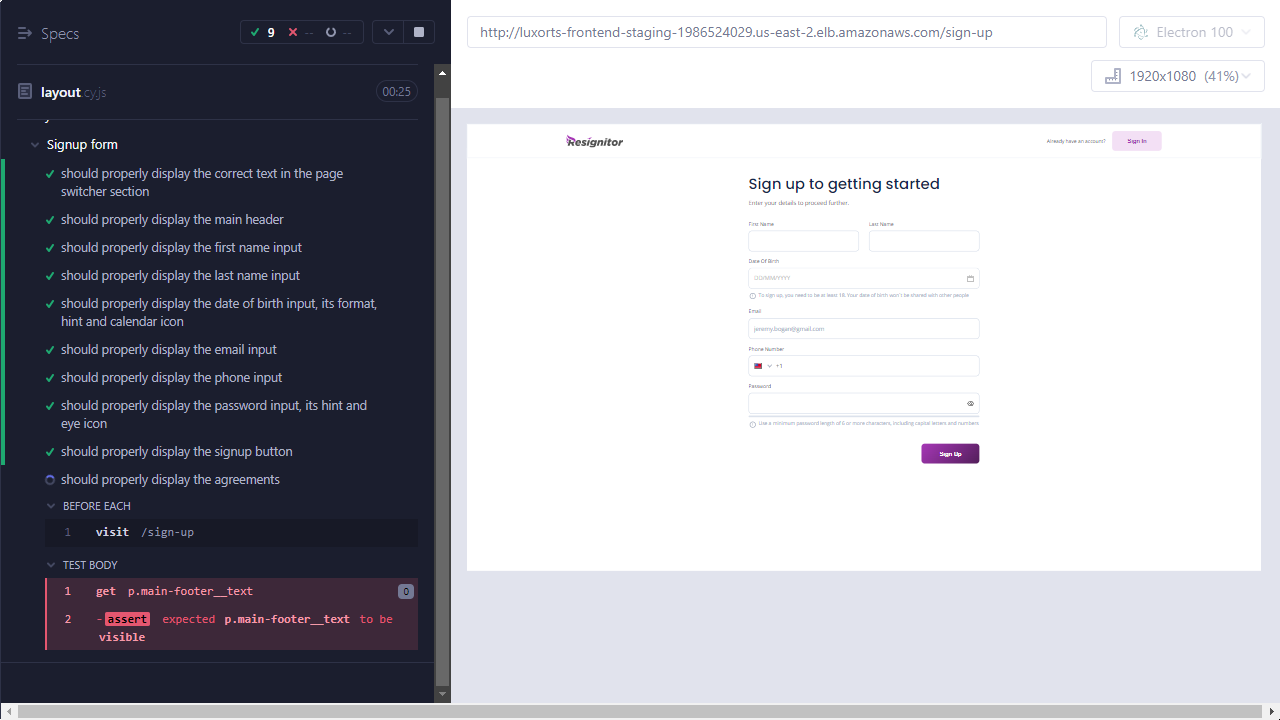 Specs
9
--
--
layout cy.js
00:25
Signup form
should properly display the correct text in the page
switcher section
should properly display the main header
should properly display the first name input
should properly display the last name input
should properly display the date of birth input, its format,
hint and calendar icon
should properly display the email input
should properly display the phone input
should properly display the password input, its hint and
eye icon
should properly display the signup button
should properly display the agreements
BEFORE EACH
1 visit /sign-up
TEST BODY
1 get p.main-footer__text 0
2 -assert expected p.main-footer__text to be
visible
http://luxorts-frontend-staging-1986524029.us-east-2.elb.amazonaws.com/sign-up
Electron 100
1920x1080 (41%)
Resignitor
Already have an account?
Sign In
Sign up to getting started
Enter your details to proceed further.
First Name
Last Name
Date Of Birth
DD/MM/YYYY
To sign up, you need to be at least 18. Your date of birth won't be shared with other people
Email
jeremy.bogan@gmail.com
Phone Number
+1
Password
Use a minimum password length of 6 or more characters, including capital letters and numbers
Sign Up